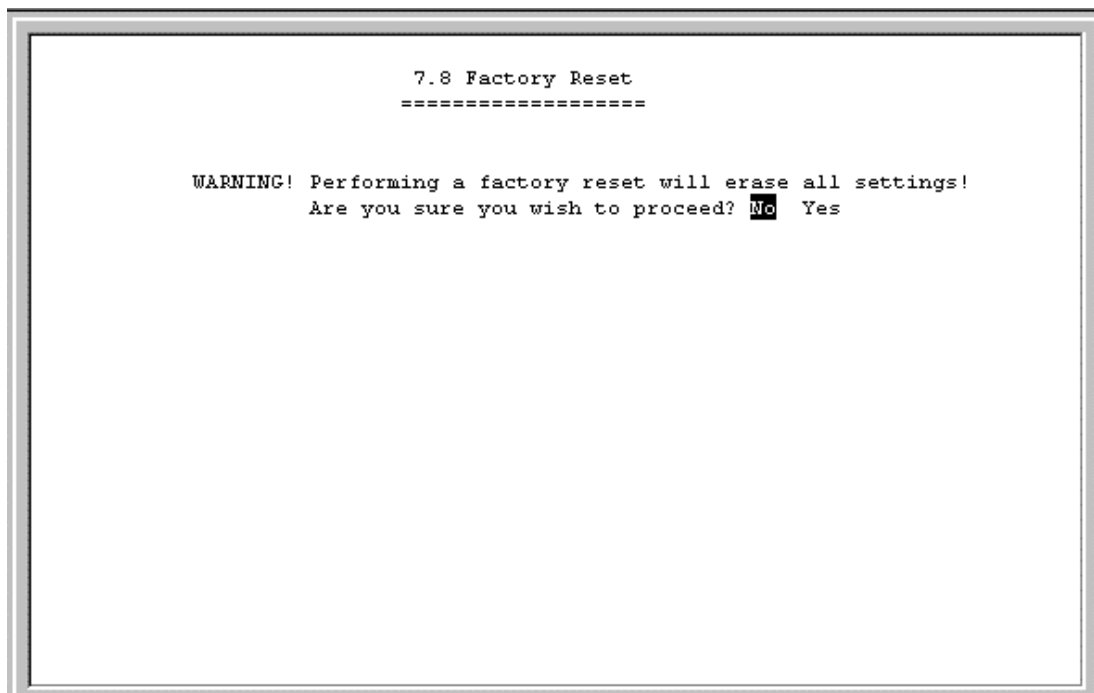 7.8 Factory Reset
===================
WARNING! Performing a factory reset will erase all settings!
Are you sure you wish to proceed? No Yes